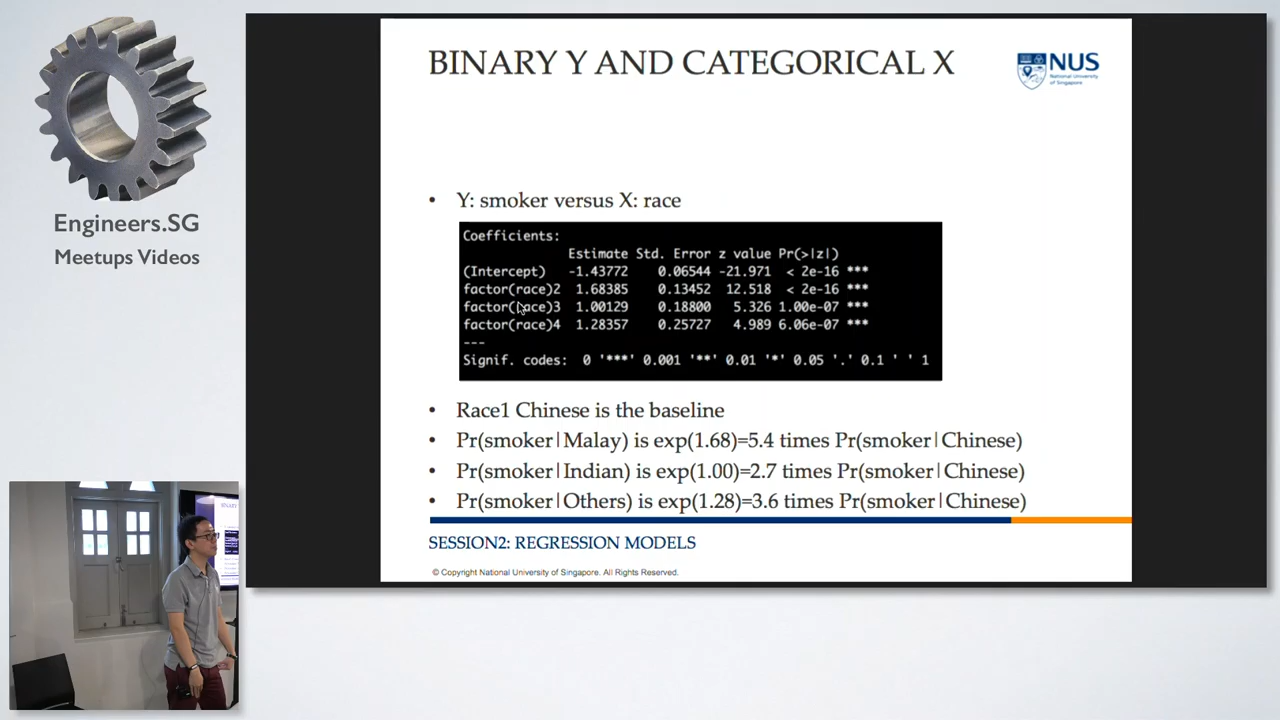 Engineers.SG
Meetups Videos
BINARY Y AND CATEGORICAL X
NUS
National University
of Singapore
• Y: smoker versus X: race
Coefficients:
Estimate Std. Error z value Pr(>|z|)
(Intercept) -1.43772 0.06544 -21.971 < 2e-16 ***
factor(race)2 1.68385 0.13452 12.518 < 2e-16 ***
factor(race)3 1.00129 0.18800 5.326 1.00e-07 ***
factor(race)4 1.28357 0.25727 4.989 6.06e-07 ***
---
Signif. codes: 0 '***' 0.001 '**' 0.01 '*' 0.05 '.' 0.1 ' ' 1
• Race1 Chinese is the baseline
• Pr(smoker|Malay) is exp(1.68)=5.4 times Pr(smoker|Chinese)
• Pr(smoker|Indian) is exp(1.00)=2.7 times Pr(smoker|Chinese)
• Pr(smoker|Others) is exp(1.28)=3.6 times Pr(smoker|Chinese)
SESSION2: REGRESSION MODELS
© Copyright National University of Singapore. All Rights Reserved.
BINARY